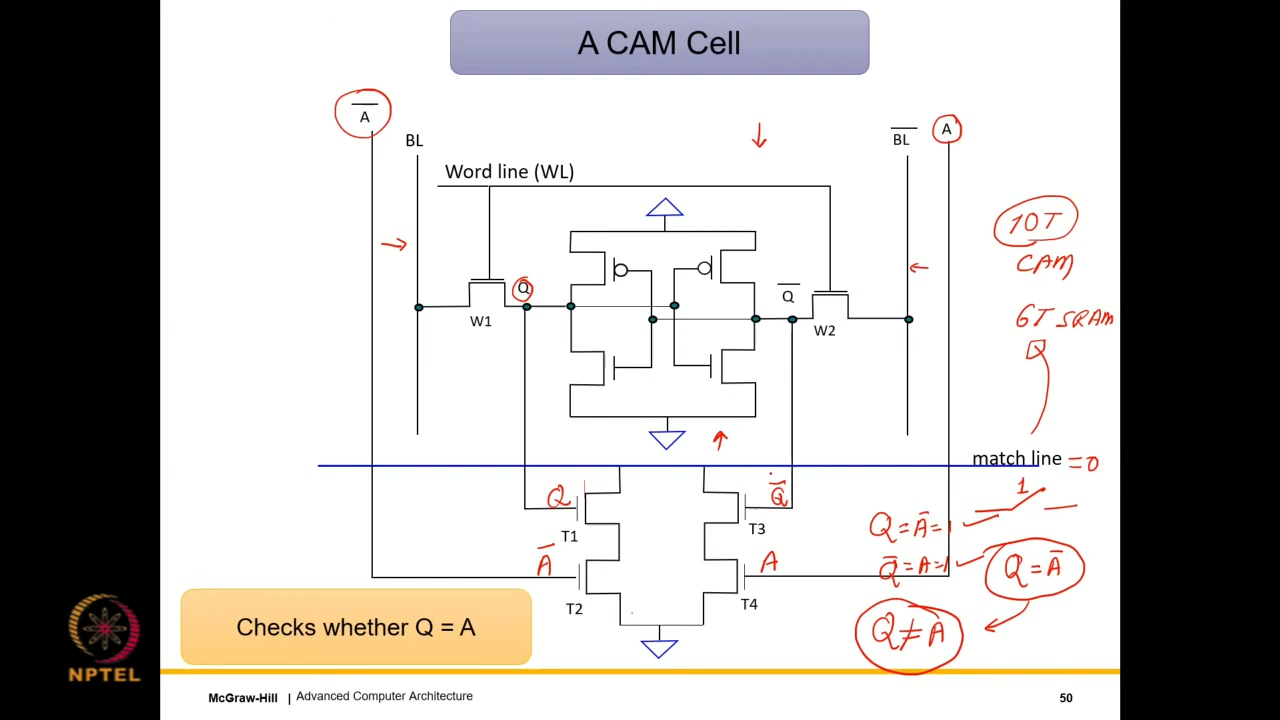 A CAM Cell
A̅
BL
B̅L̅
A
Word line (WL)
10T
CAM
Q
Q̅
W1
W2
6T SRAM
Q
match line = 0
1
Q
Q̅
T1
T3
Q = A̅ = 1
A̅
A
Q̅ = A = 1
Q = A̅
T2
T4
Checks whether Q = A
Q ≠ A
NPTEL
McGraw-Hill | Advanced Computer Architecture
50